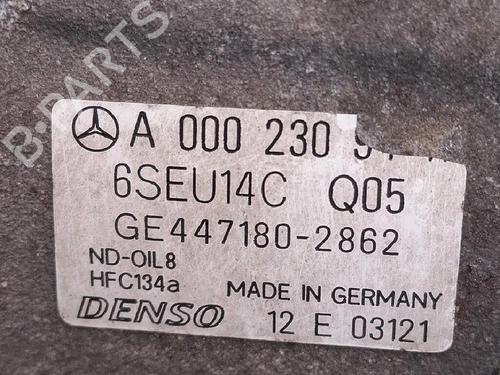 B-PARTS
A 000 230
6SEU14C Q05
GE447180-2862
ND-OIL8
HFC134a
MADE IN GERMANY
DENSO
12 E 03121